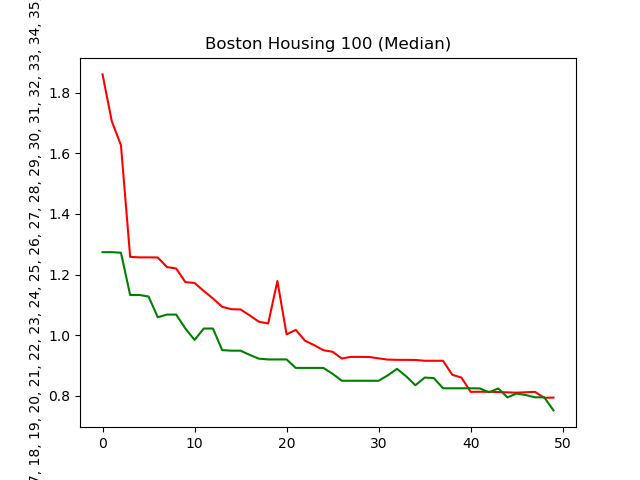 Boston Housing 100 (Median)
7, 18, 19, 20, 21, 22, 23, 24, 25, 26, 27, 28, 29, 30, 31, 32, 33, 34, 35
1.8
1.6
1.4
1.2
1.0
0.8
0 10 20 30 40 50